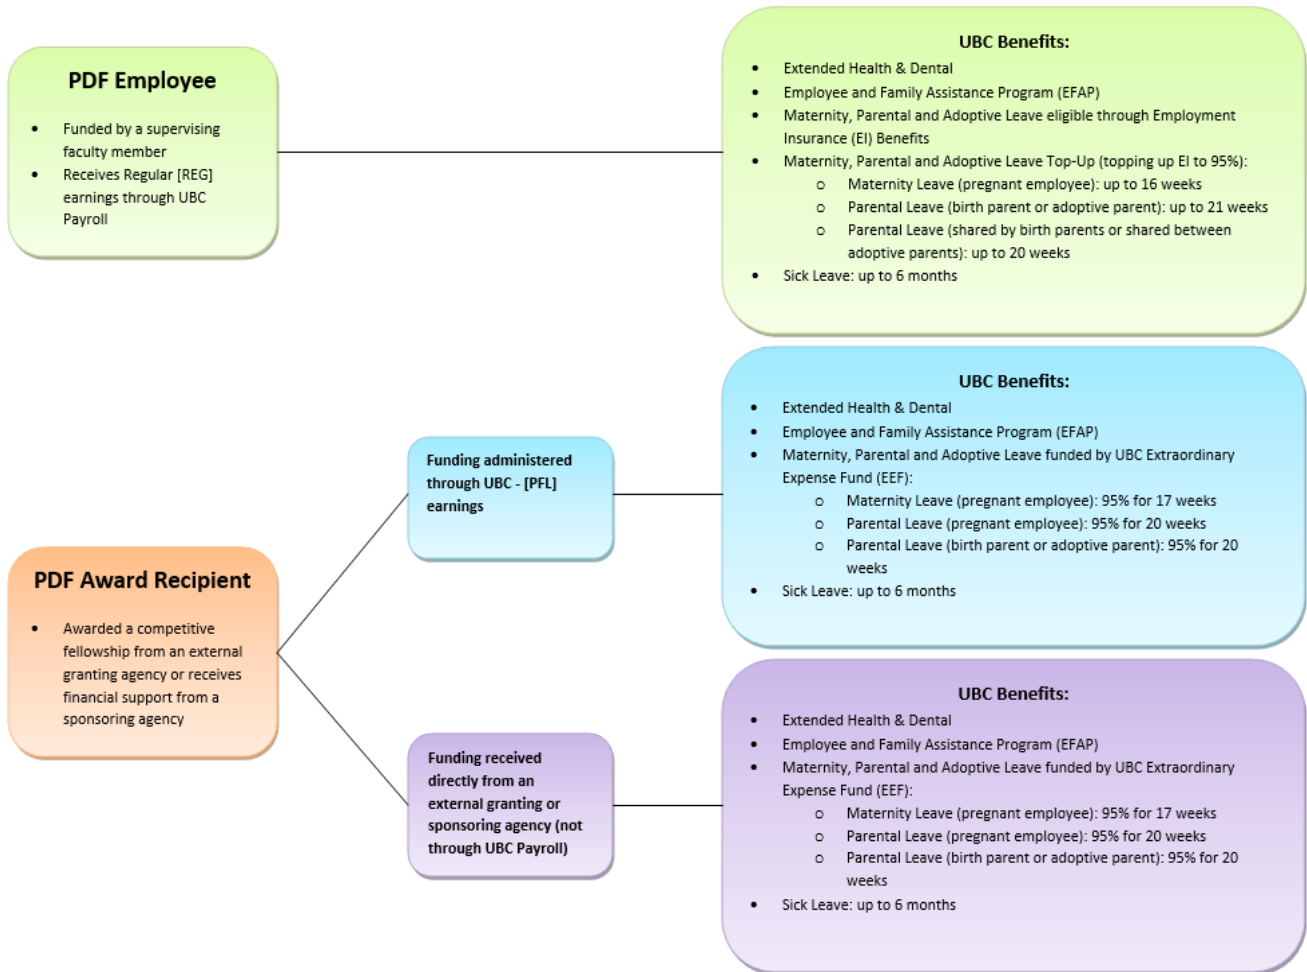 PDF Employee
• Funded by a supervising
faculty member
• Receives Regular [REG]
earnings through UBC
Payroll
UBC Benefits:
• Extended Health & Dental
• Employee and Family Assistance Program (EFAP)
• Maternity, Parental and Adoptive Leave eligible through Employment
Insurance (EI) Benefits
• Maternity, Parental and Adoptive Leave Top-Up (topping up EI to 95%):
o Maternity Leave (pregnant employee): up to 16 weeks
o Parental Leave (birth parent or adoptive parent): up to 21 weeks
o Parental Leave (shared by birth parents or shared between
adoptive parents): up to 20 weeks
• Sick Leave: up to 6 months
PDF Award Recipient
• Awarded a competitive
fellowship from an external
granting agency or receives
financial support from a
sponsoring agency
Funding administered
through UBC - [PFL]
earnings
UBC Benefits:
• Extended Health & Dental
• Employee and Family Assistance Program (EFAP)
• Maternity, Parental and Adoptive Leave funded by UBC Extraordinary
Expense Fund (EEF):
o Maternity Leave (pregnant employee): 95% for 17 weeks
o Parental Leave (pregnant employee): 95% for 20 weeks
o Parental Leave (birth parent or adoptive parent): 95% for 20
weeks
• Sick Leave: up to 6 months
Funding received
directly from an
external granting or
sponsoring agency (not
through UBC Payroll)
UBC Benefits:
• Extended Health & Dental
• Employee and Family Assistance Program (EFAP)
• Maternity, Parental and Adoptive Leave funded by UBC Extraordinary
Expense Fund (EEF):
o Maternity Leave (pregnant employee): 95% for 17 weeks
o Parental Leave (pregnant employee): 95% for 20 weeks
o Parental Leave (birth parent or adoptive parent): 95% for 20
weeks
• Sick Leave: up to 6 months